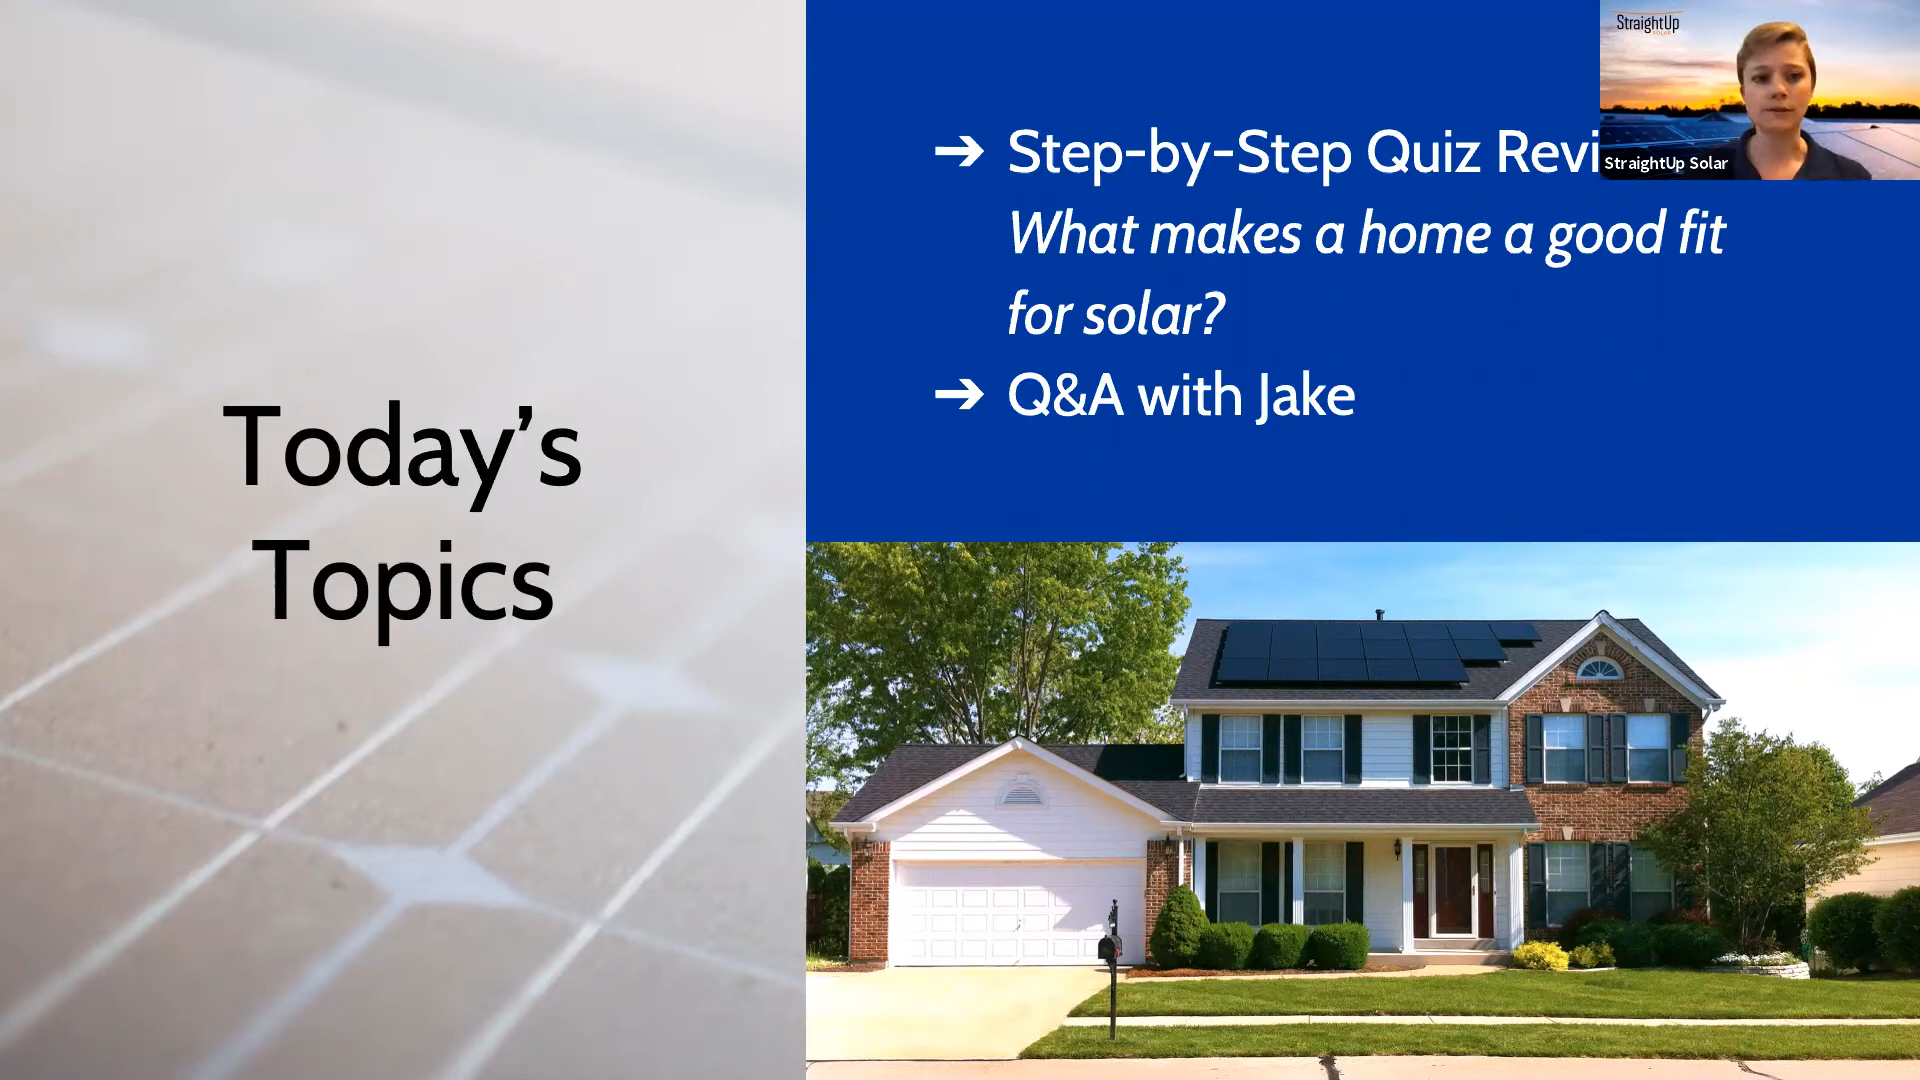 Today's
Topics
➔ Step-by-Step Quiz Revi
What makes a home a good fit
for solar?
➔ Q&A with Jake
StraightUp
SOLAR
StraightUp Solar